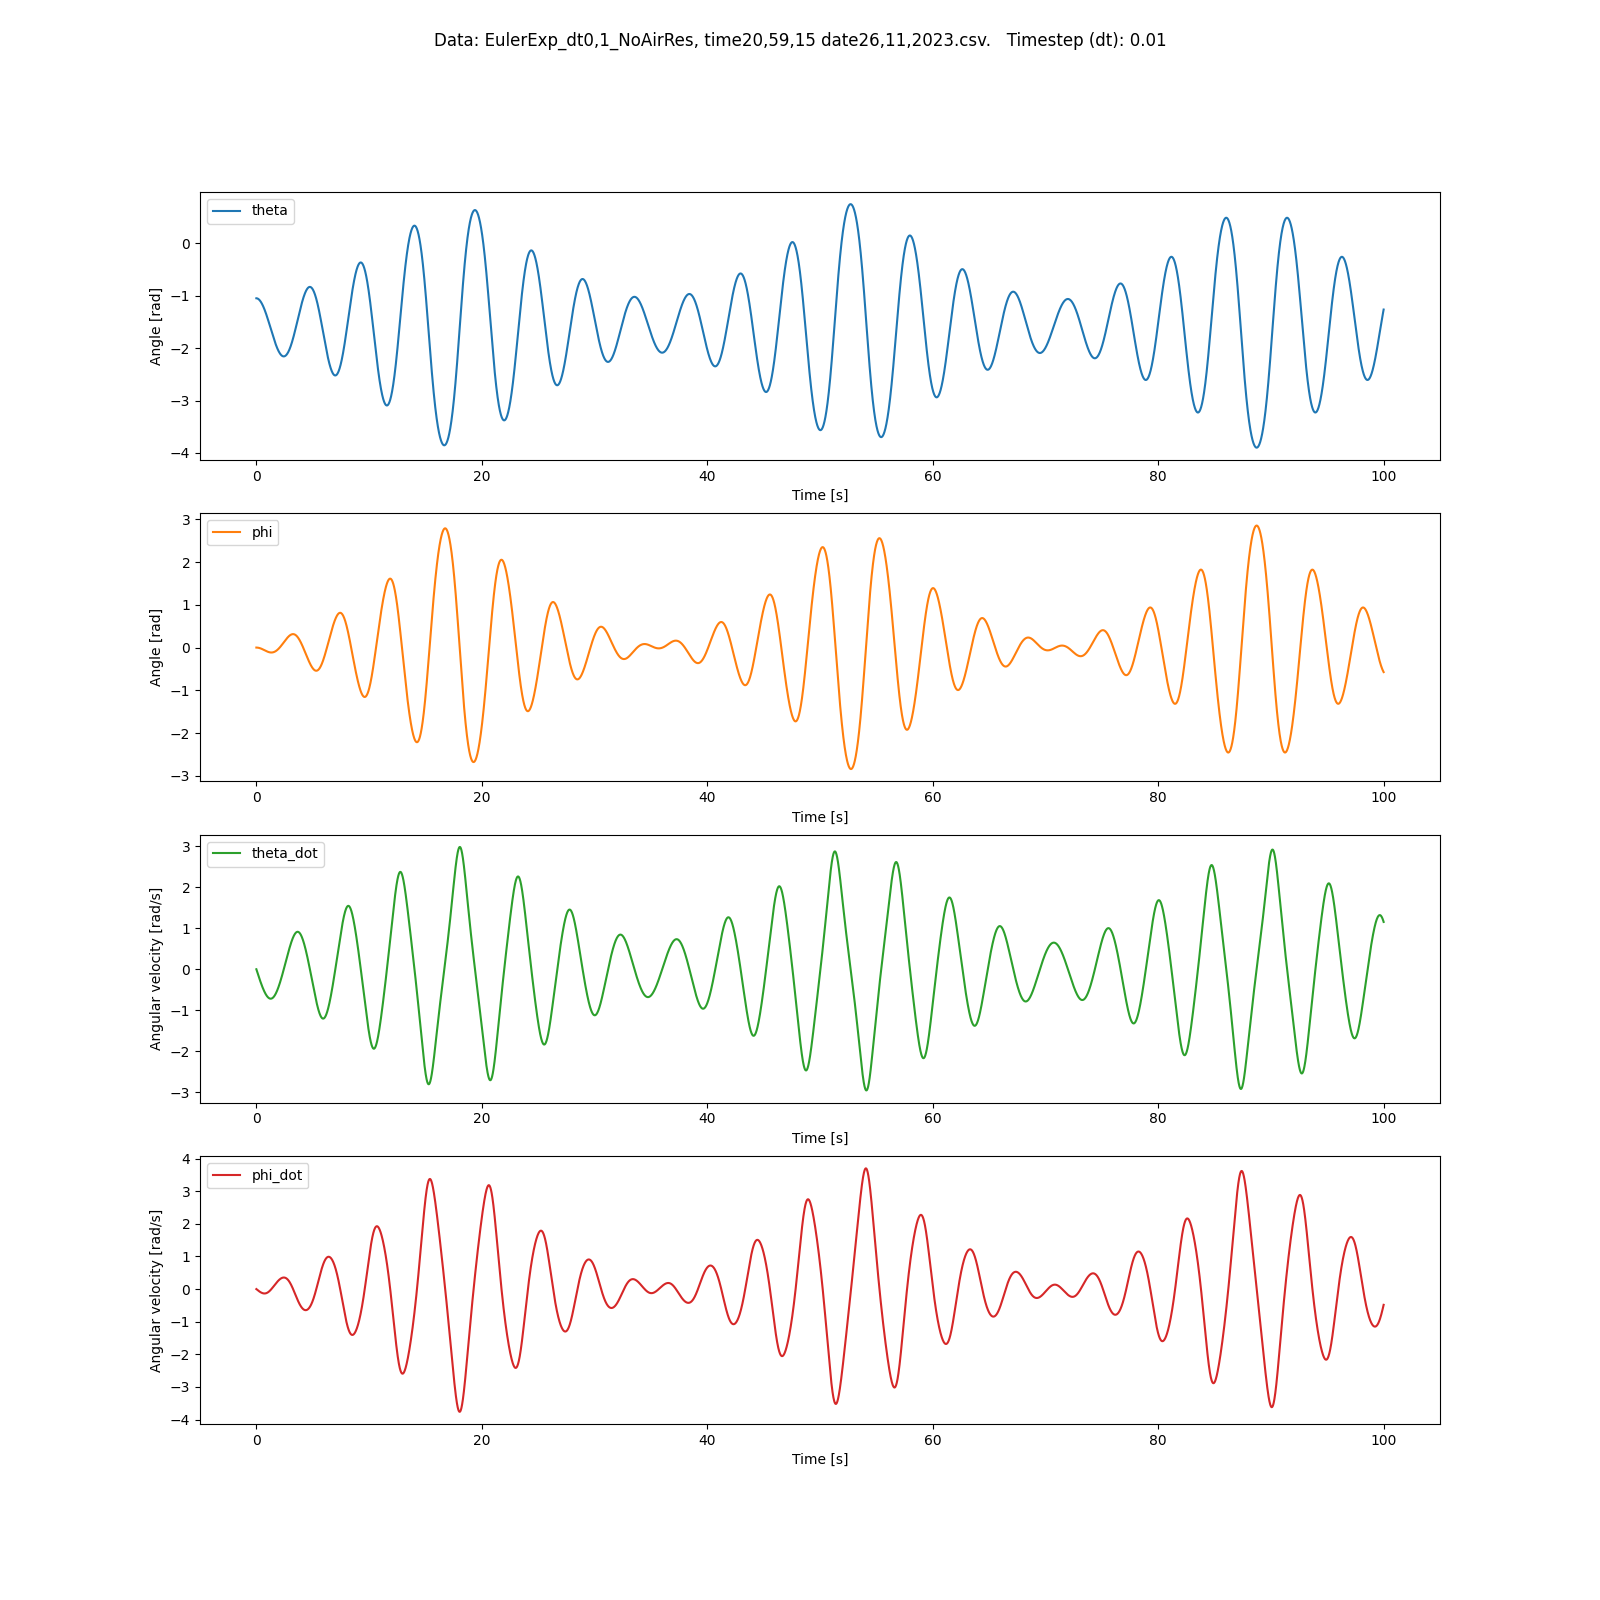 Data: EulerExp_dt0,1_NoAirRes, time20,59,15 date26,11,2023.csv.   Timestep (dt): 0.01
theta
Angle [rad]
0
−1
−2
−3
−4
0 20 40 60 80 100
Time [s]
phi
Angle [rad]
3
2
1
0
−1
−2
−3
0 20 40 60 80 100
Time [s]
theta_dot
Angular velocity [rad/s]
3
2
1
0
−1
−2
−3
0 20 40 60 80 100
Time [s]
phi_dot
Angular velocity [rad/s]
4
3
2
1
0
−1
−2
−3
−4
0 20 40 60 80 100
Time [s]